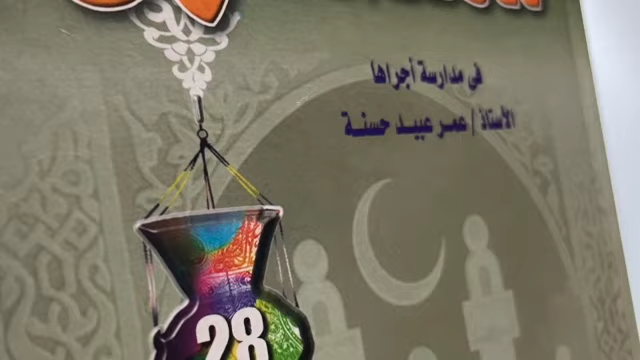 في مدارسة أجراها
الأستاذ / عمر عبيد حسنة
28